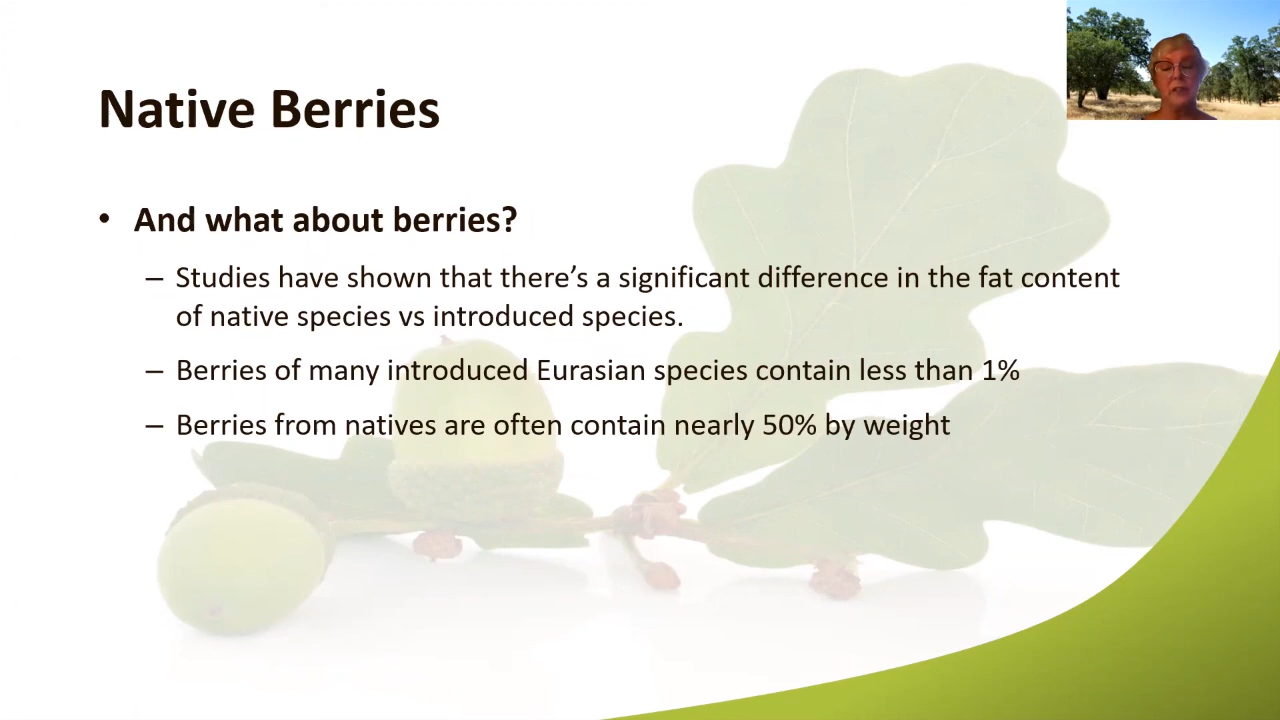 Native Berries
• And what about berries?
– Studies have shown that there’s a significant difference in the fat content
of native species vs introduced species.
– Berries of many introduced Eurasian species contain less than 1%
– Berries from natives are often contain nearly 50% by weight